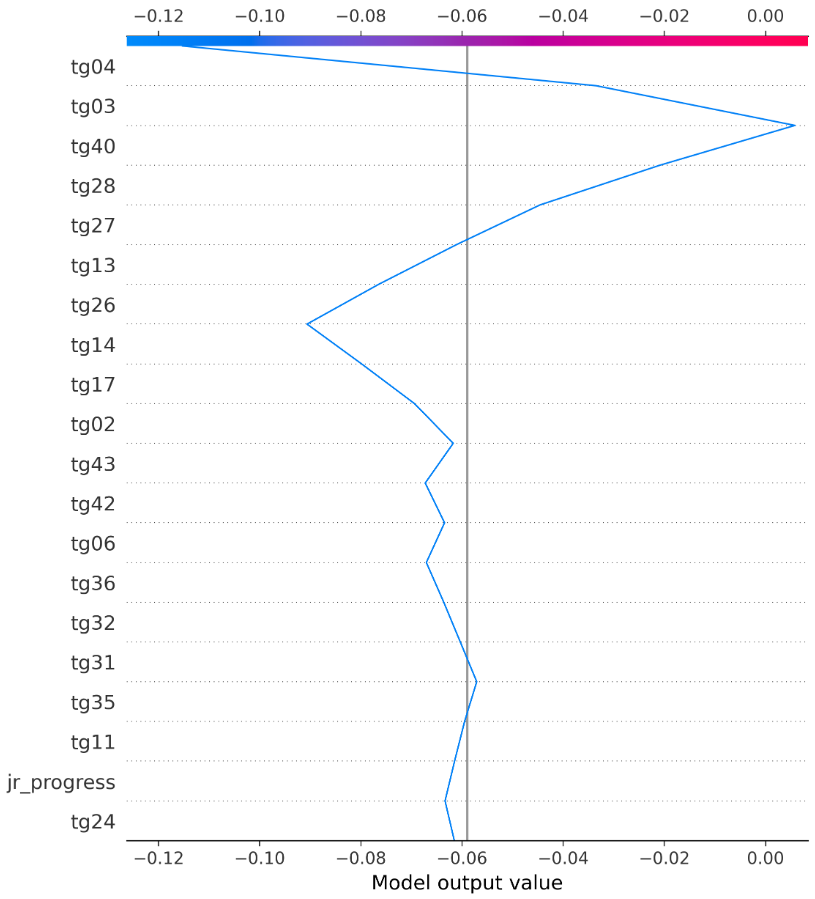 −0.12 −0.10 −0.08 −0.06 −0.04 −0.02 0.00
tg04
tg03
tg40
tg28
tg27
tg13
tg26
tg14
tg17
tg02
tg43
tg42
tg06
tg36
tg32
tg31
tg35
tg11
jr_progress
tg24
−0.12 −0.10 −0.08 −0.06 −0.04 −0.02 0.00
Model output value